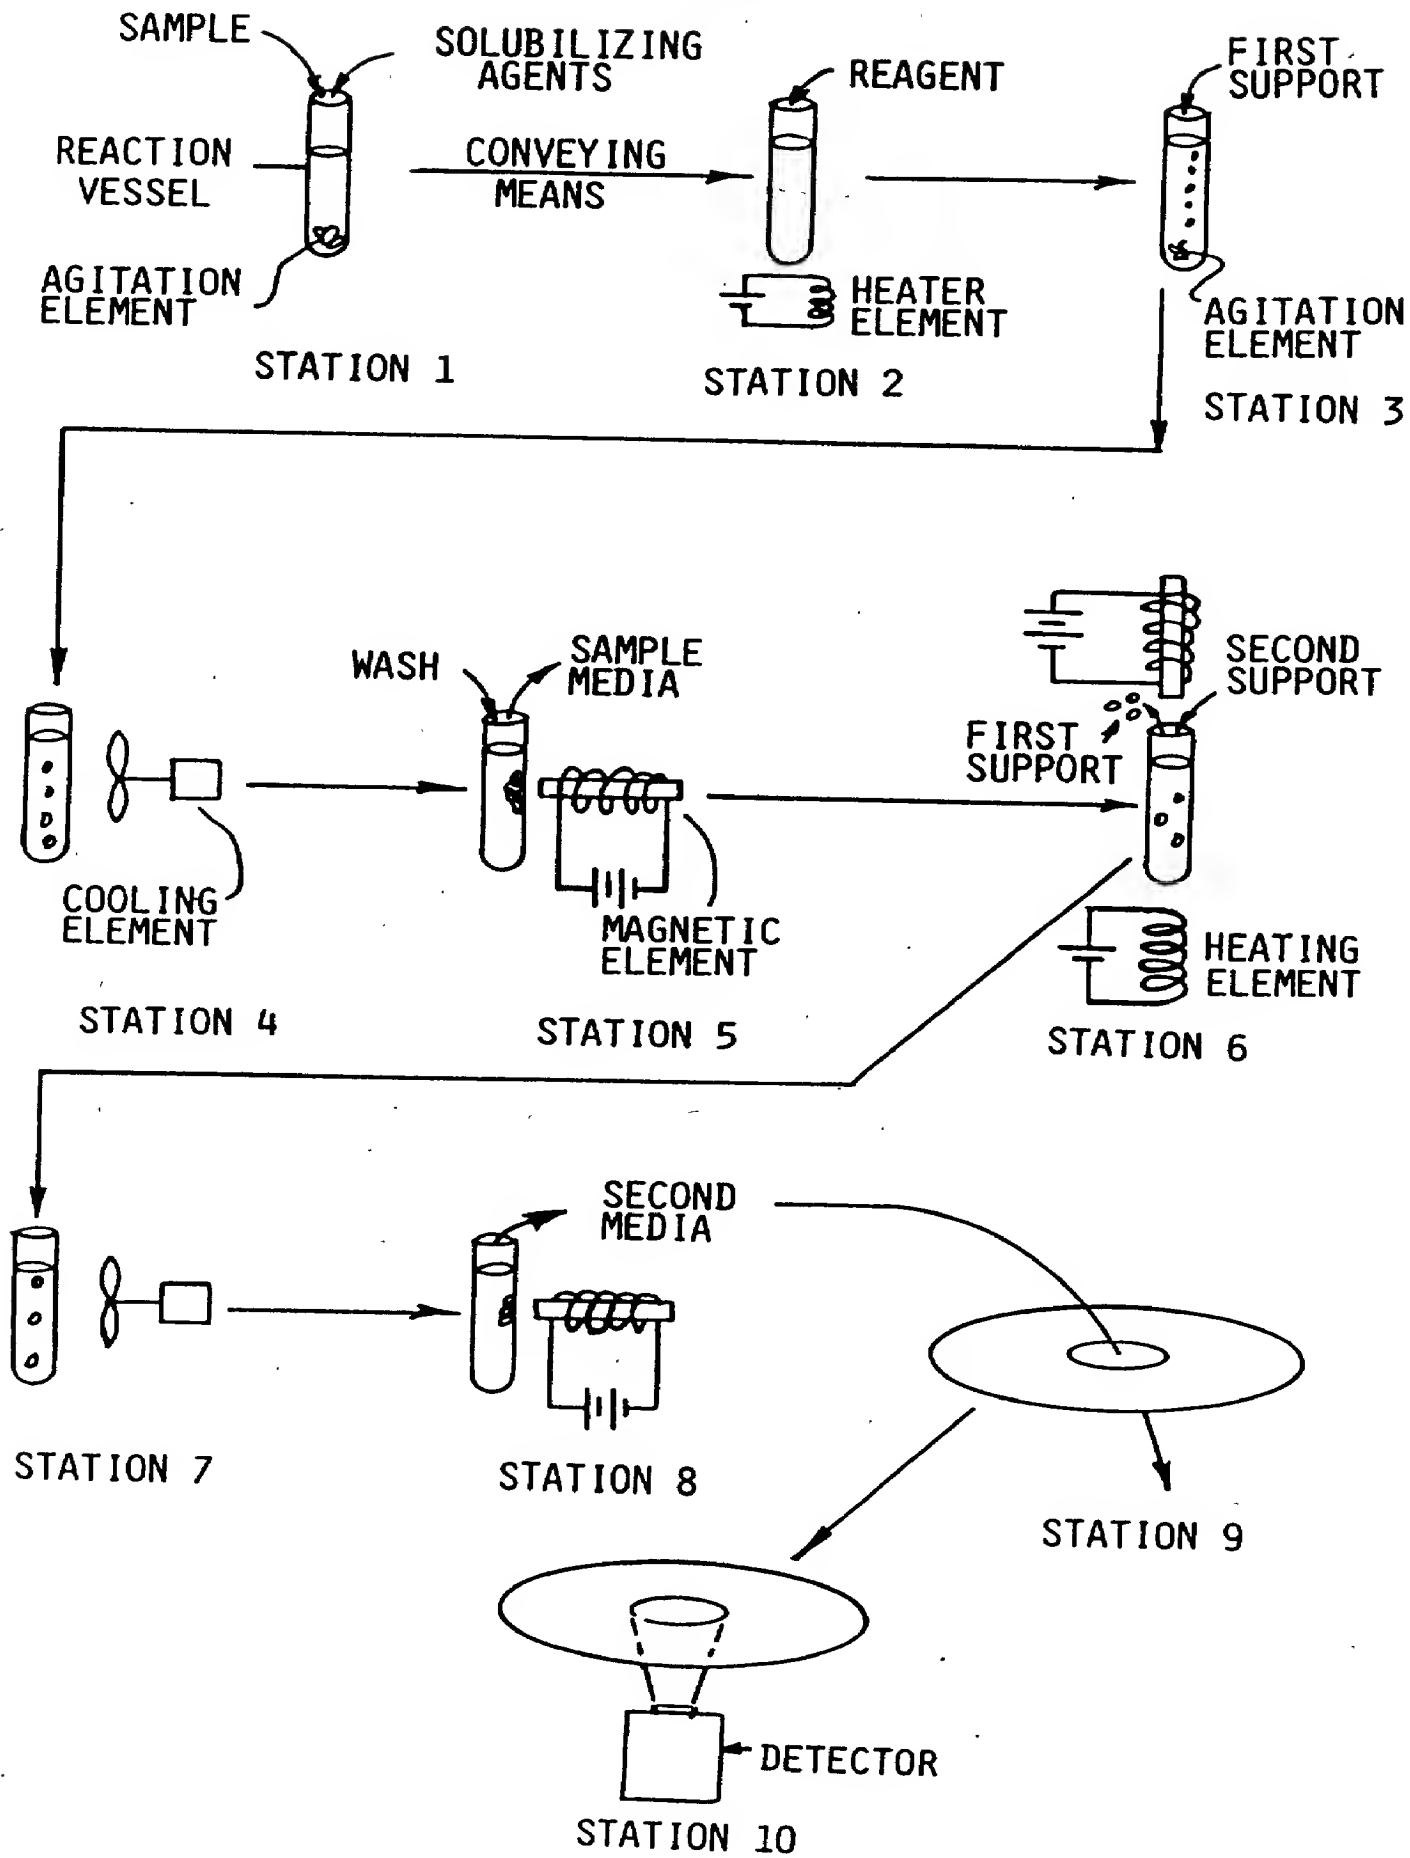 SAMPLE
SOLUBILIZING
AGENTS
REAGENT
FIRST
SUPPORT
REACTION
VESSEL
CONVEYING
MEANS
AGITATION
ELEMENT
HEATER
ELEMENT
AGITATION
ELEMENT
STATION 1
STATION 2
STATION 3
WASH
SAMPLE
MEDIA
SECOND
SUPPORT
FIRST
SUPPORT
COOLING
ELEMENT
MAGNETIC
ELEMENT
HEATING
ELEMENT
STATION 4
STATION 5
STATION 6
SECOND
MEDIA
STATION 7
STATION 8
STATION 9
DETECTOR
STATION 10